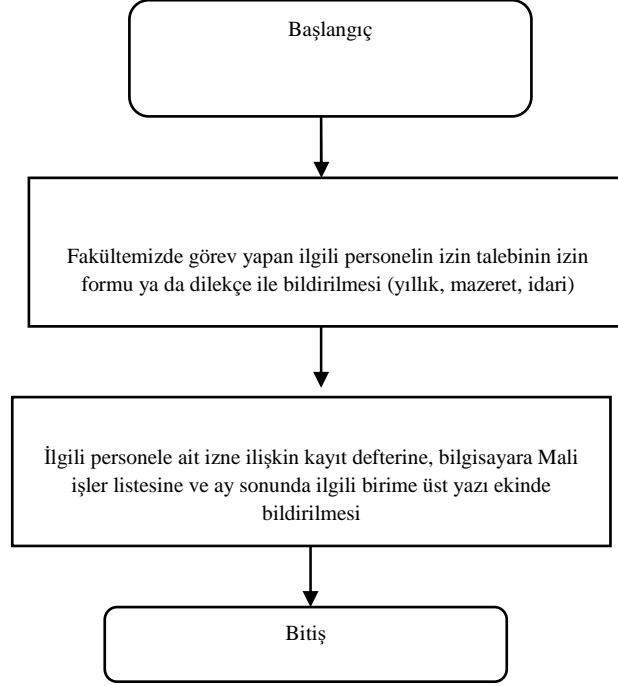 Başlangıç
Fakültemizde görev yapan ilgili personelin izin talebinin izin
formu ya da dilekçe ile bildirilmesi (yıllık, mazeret, idari)
İlgili personele ait izne ilişkin kayıt defterine, bilgisayara Mali
işler listesine ve ay sonunda ilgili birime üst yazı ekinde
bildirilmesi
Bitiş